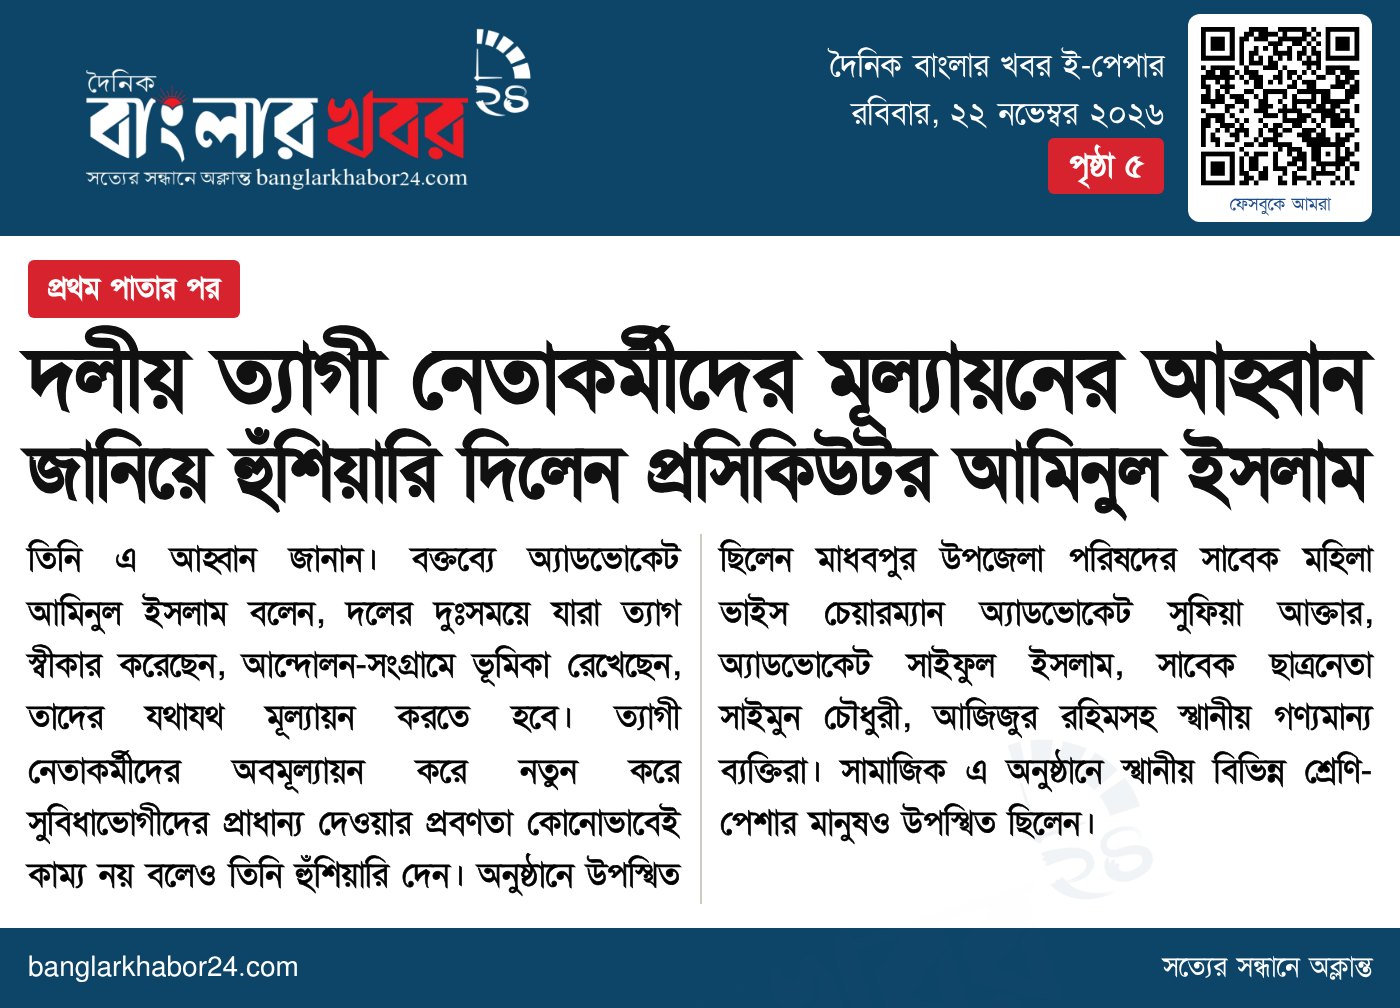 দৈনিক
বাংলার খবর
২৪
সত্যের সন্ধানে অক্লান্ত banglarkhabor24.com
দৈনিক বাংলার খবর ই-পেপার
রবিবার, ২২ নভেম্বর ২০২৬
পৃষ্ঠা ৫
ফেসবুকে আমরা
প্রথম পাতার পর
দলীয় ত্যাগী নেতাকর্মীদের মূল্যায়নের আহ্বান
জানিয়ে হুঁশিয়ারি দিলেন প্রসিকিউটর আমিনুল ইসলাম
তিনি এ আহ্বান জানান। বক্তব্যে অ্যাডভোকেট
আমিনুল ইসলাম বলেন, দলের দুঃসময়ে যারা ত্যাগ
স্বীকার করেছেন, আন্দোলন-সংগ্রামে ভূমিকা রেখেছেন,
তাদের যথাযথ মূল্যায়ন করতে হবে। ত্যাগী
নেতাকর্মীদের অবমূল্যায়ন করে নতুন করে
সুবিধাভোগীদের প্রাধান্য দেওয়ার প্রবণতা কোনোভাবেই
কাম্য নয় বলেও তিনি হুঁশিয়ারি দেন। অনুষ্ঠানে উপস্থিত
ছিলেন মাধবপুর উপজেলা পরিষদের সাবেক মহিলা
ভাইস চেয়ারম্যান অ্যাডভোকেট সুফিয়া আক্তার,
অ্যাডভোকেট সাইফুল ইসলাম, সাবেক ছাত্রনেতা
সাইমুন চৌধুরী, আজিজুর রহিমসহ স্থানীয় গণ্যমান্য
ব্যক্তিরা। সামাজিক এ অনুষ্ঠানে স্থানীয় বিভিন্ন শ্রেণি-
পেশার মানুষও উপস্থিত ছিলেন।
২৪
banglarkhabor24.com
সত্যের সন্ধানে অক্লান্ত